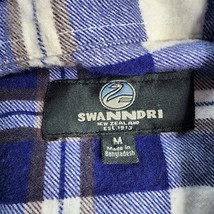 SWANNDRI
NEW ZEALAND
EST. 1913
M
Made in
Bangladesh